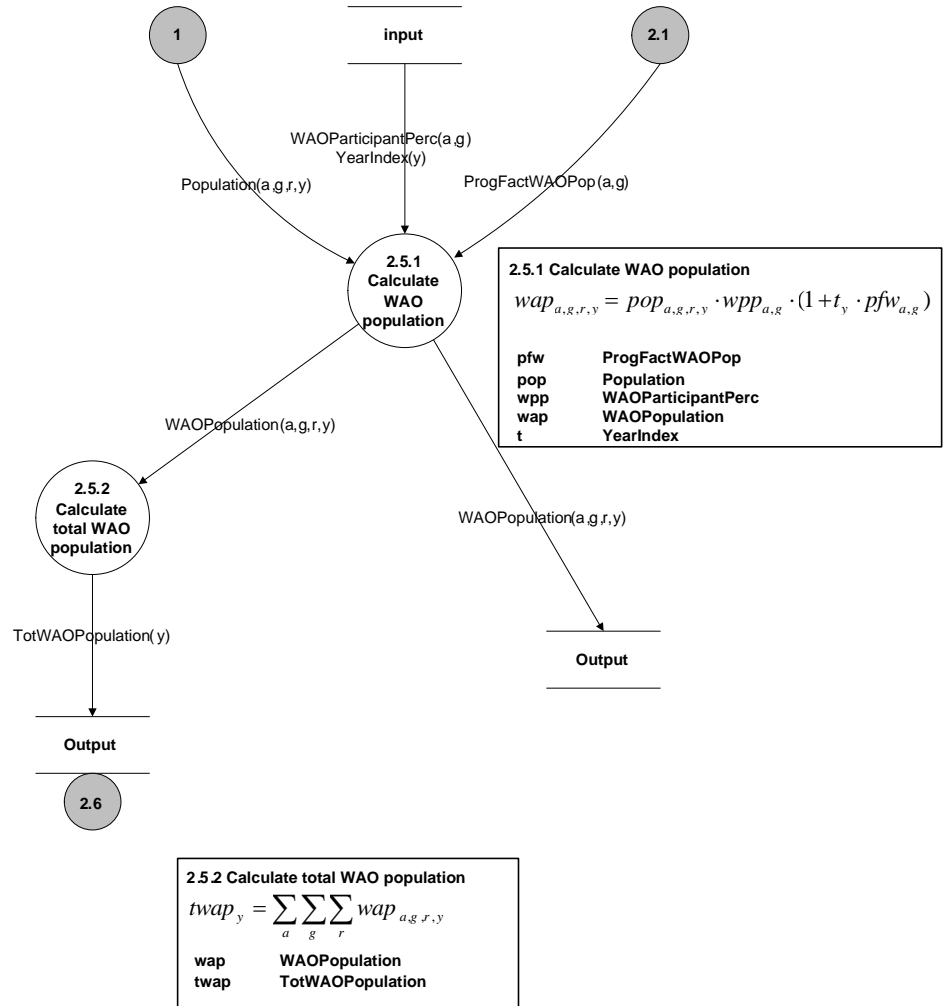 1
input
2.1
WAOParticipantPerc(a,g)
YearIndex(y)
Population(a,g,r,y)
ProgFactWAOPop(a,g)
2.5.1
Calculate
WAO
population
2.5.1 Calculate WAO population
wap_{a,g,r,y} = pop_{a,g,r,y} · wpp_{a,g} · (1 + t_y · pfw_{a,g})
pfw ProgFactWAOPop
pop Population
wpp WAOParticipantPerc
wap WAOPopulation
t YearIndex
WAOPopulation(a,g,r,y)
2.5.2
Calculate
total WAO
population
WAOPopulation(a,g,r,y)
TotWAOPopulation(y)
Output
Output
2.6
2.5.2 Calculate total WAO population
twap_y = ∑_a ∑_g ∑_r wap_{a,g,r,y}
wap WAOPopulation
twap TotWAOPopulation